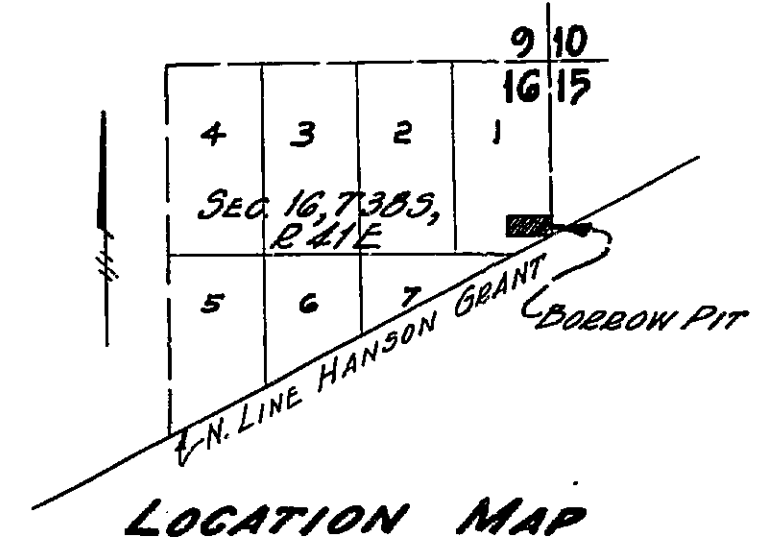 9 10
16 15
4 3 2 1
SEC. 16, T38S,
R 41E
5 6 7
BORROW PIT
N. LINE HANSON GRANT
LOCATION MAP